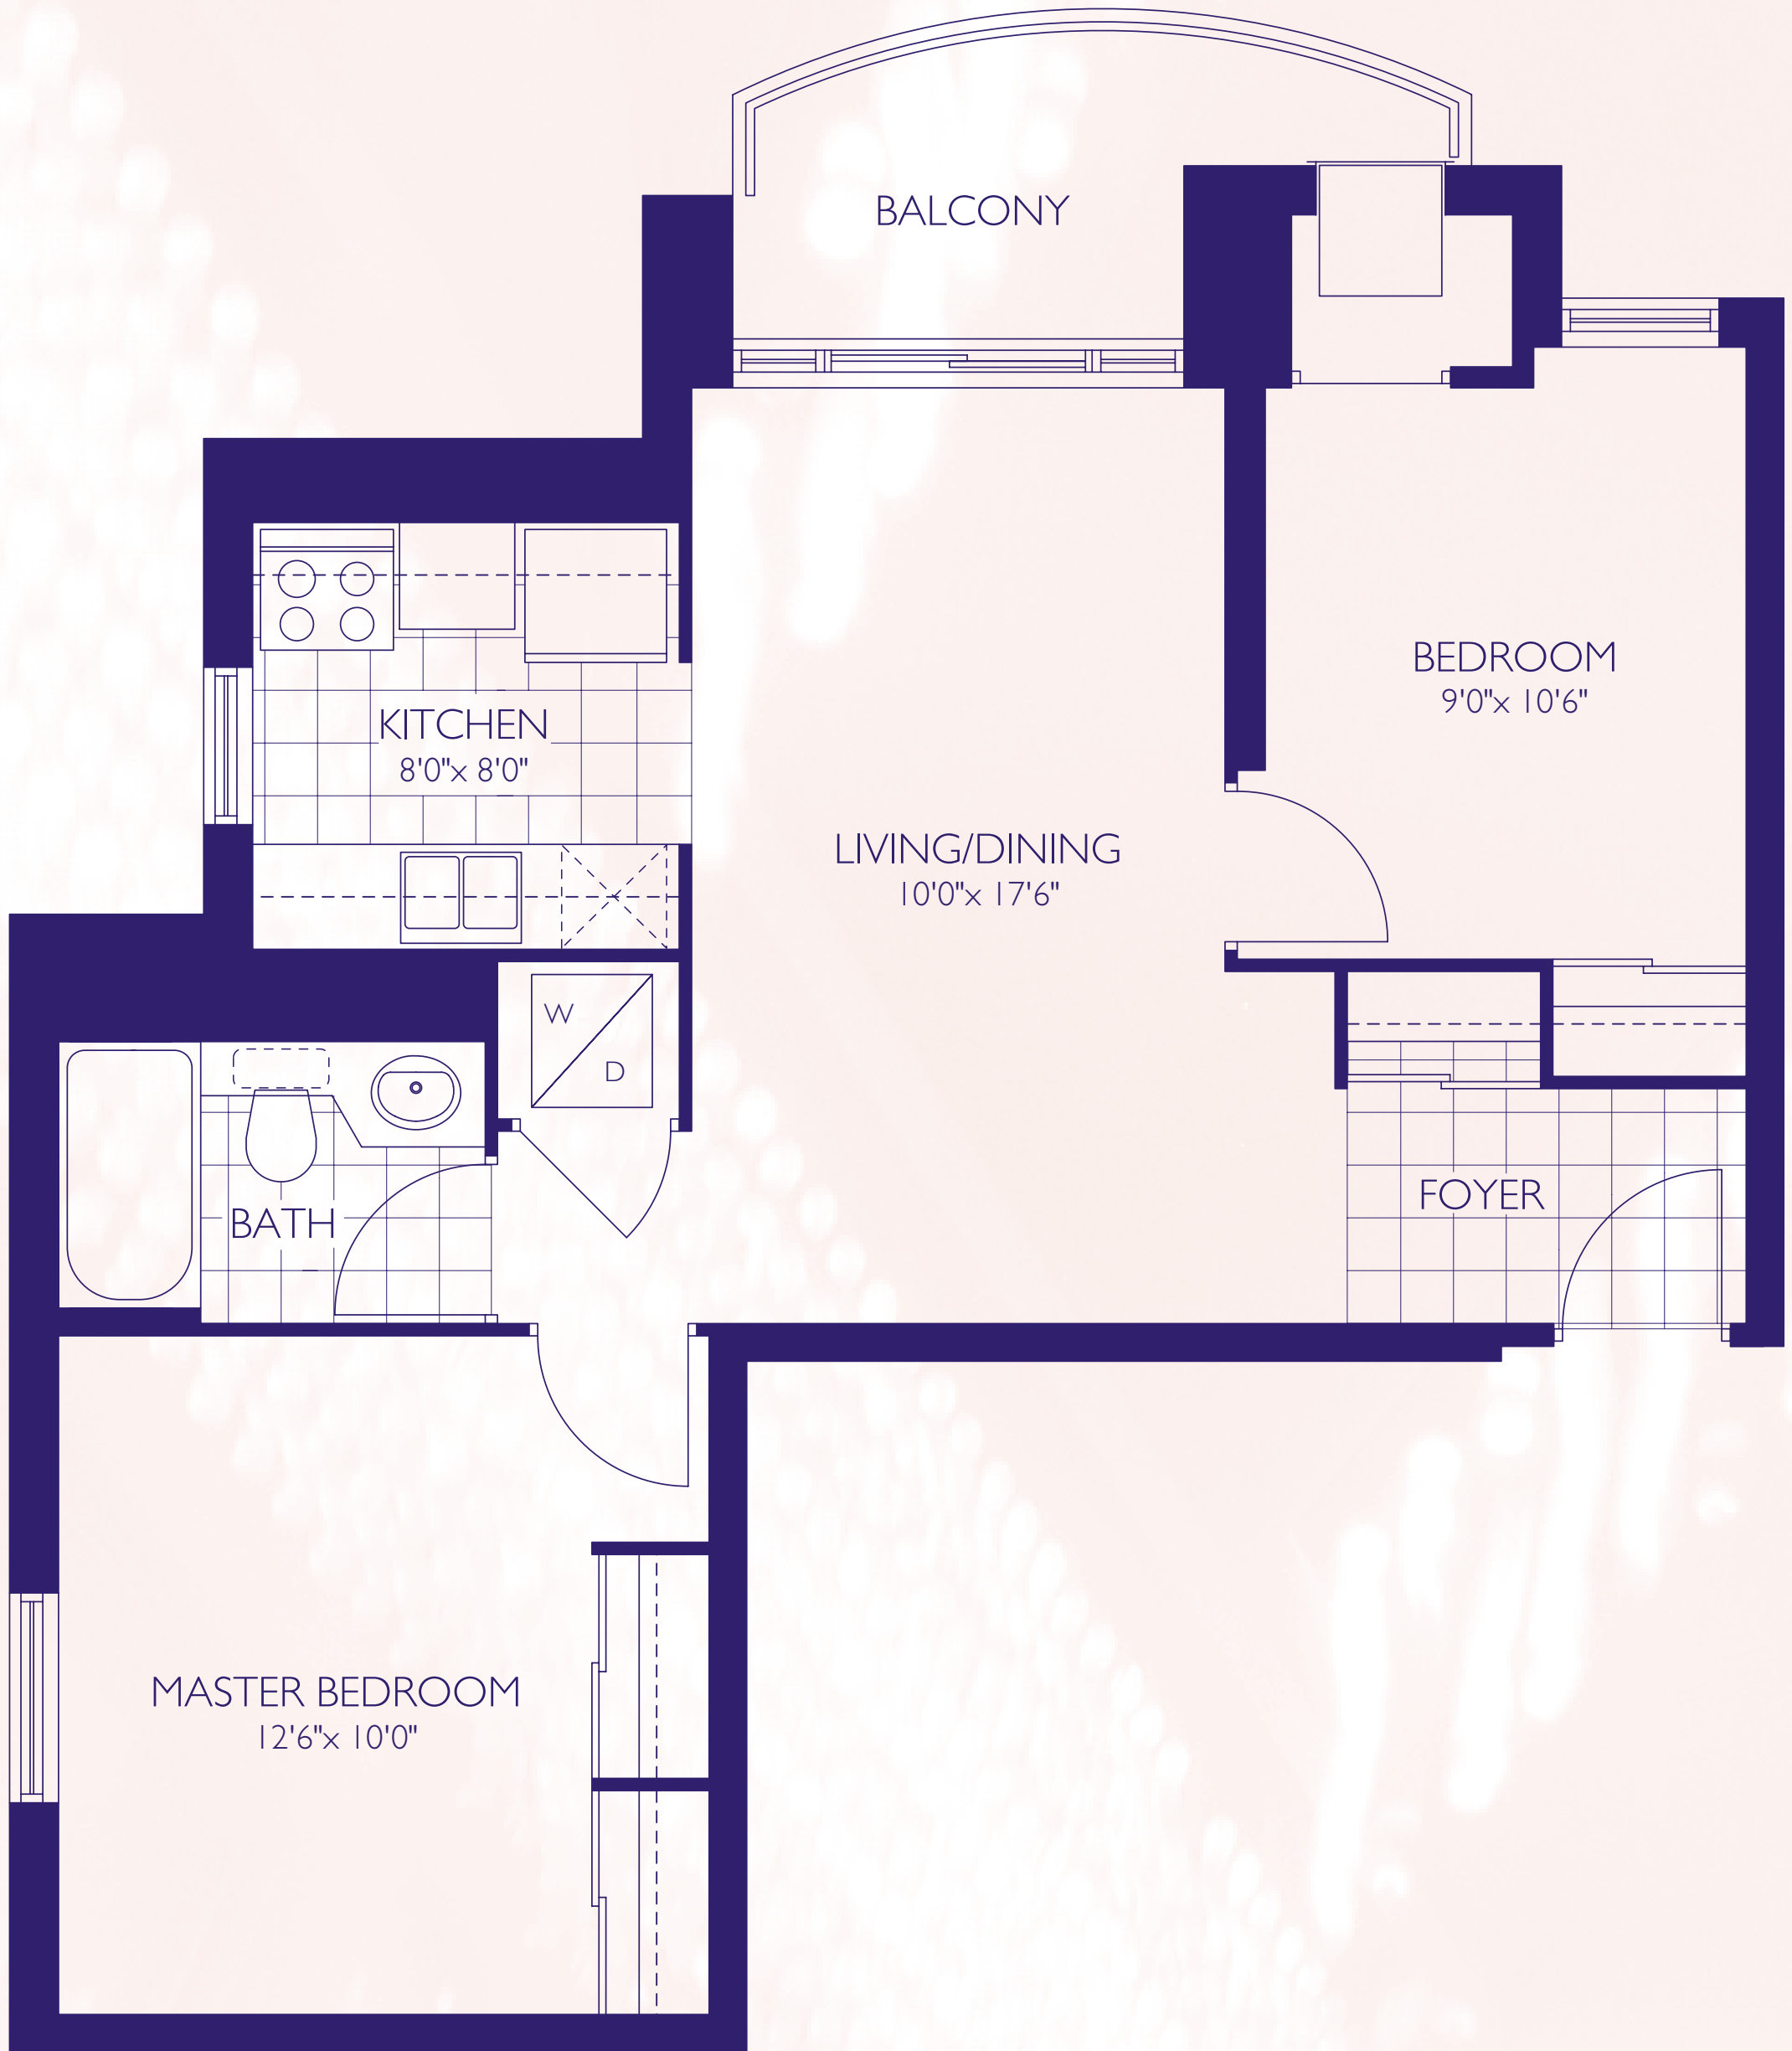 BALCONY
BEDROOM
9'0"x 10'6"
KITCHEN
8'0"x 8'0"
LIVING/DINING
10'0"x 17'6"
W
D
FOYER
BATH
MASTER BEDROOM
12'6"x 10'0"